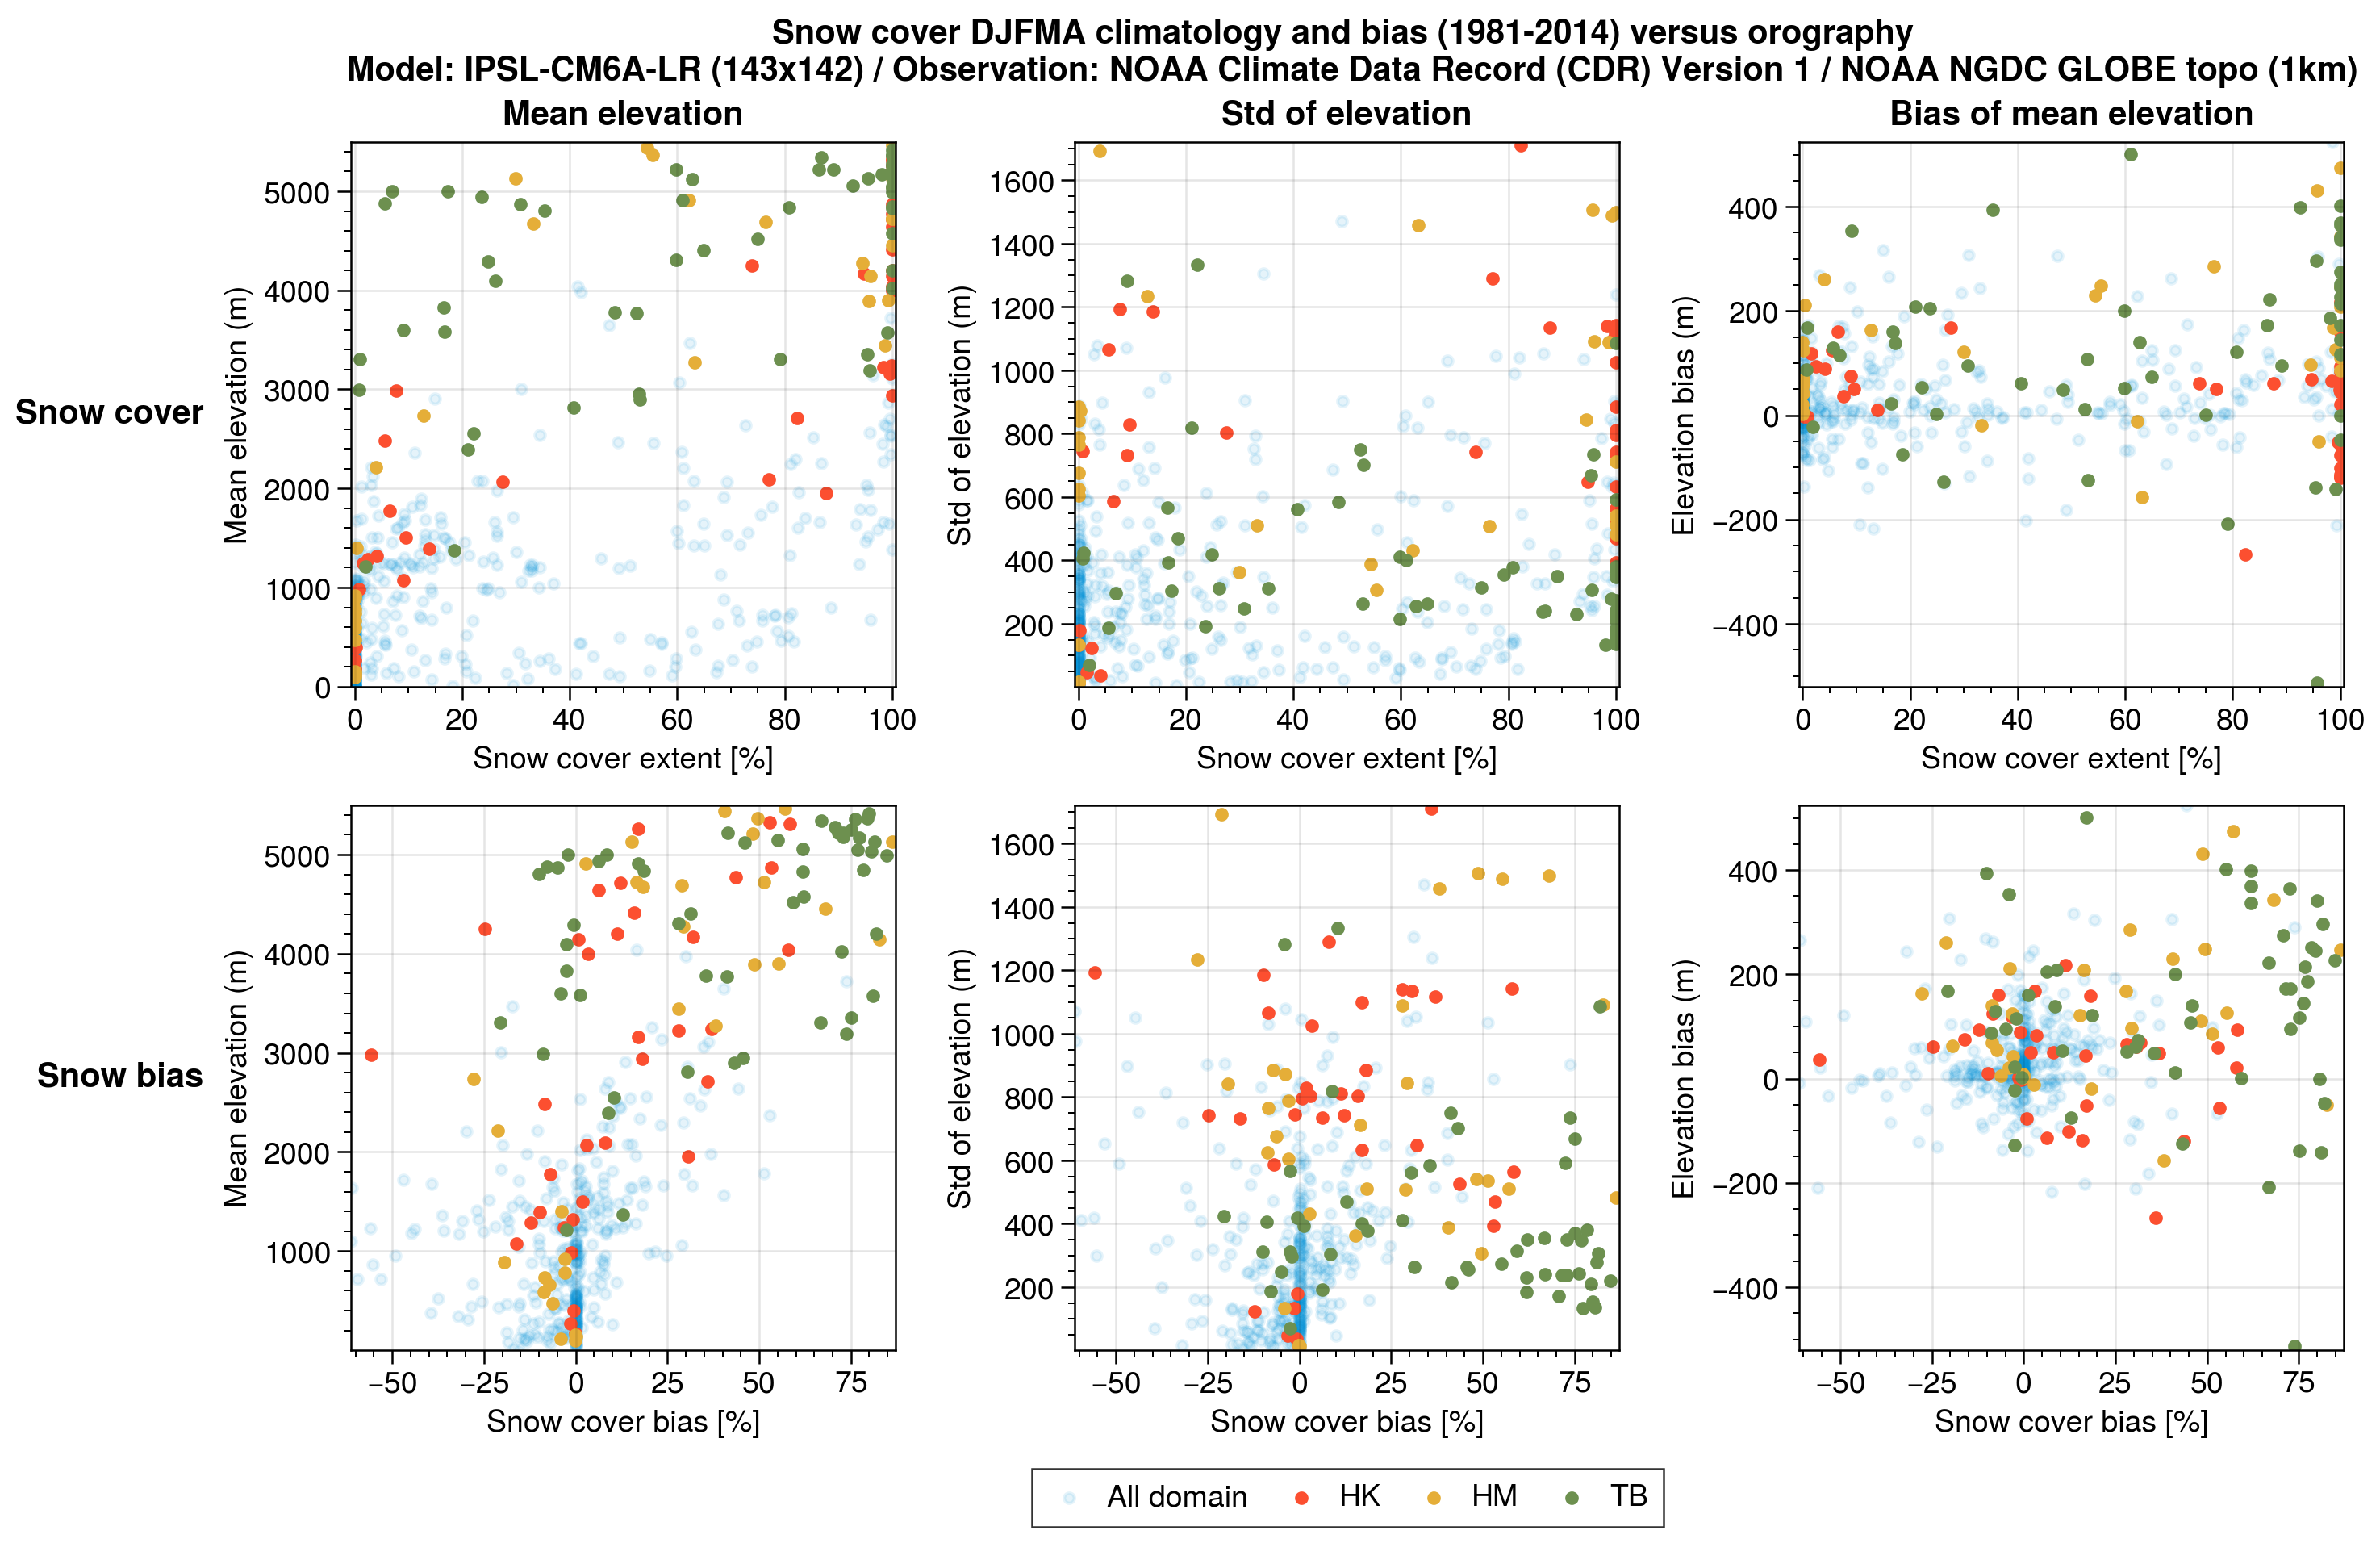 Snow cover DJFMA climatology and bias (1981-2014) versus orography
Model: IPSL-CM6A-LR (143x142) / Observation: NOAA Climate Data Record (CDR) Version 1 / NOAA NGDC GLOBE topo (1km)
Mean elevation
Std of elevation
Bias of mean elevation
Snow cover
Mean elevation (m)
5000
4000
3000
2000
1000
0
0 20 40 60 80 100
Snow cover extent [%]
Std of elevation (m)
1600
1400
1200
1000
800
600
400
200
0 20 40 60 80 100
Snow cover extent [%]
Elevation bias (m)
400
200
0
−200
−400
0 20 40 60 80 100
Snow cover extent [%]
Snow bias
Mean elevation (m)
5000
4000
3000
2000
1000
−50 −25 0 25 50 75
Snow cover bias [%]
Std of elevation (m)
1600
1400
1200
1000
800
600
400
200
−50 −25 0 25 50 75
Snow cover bias [%]
Elevation bias (m)
400
200
0
−200
−400
−50 −25 0 25 50 75
Snow cover bias [%]
All domain HK HM TB